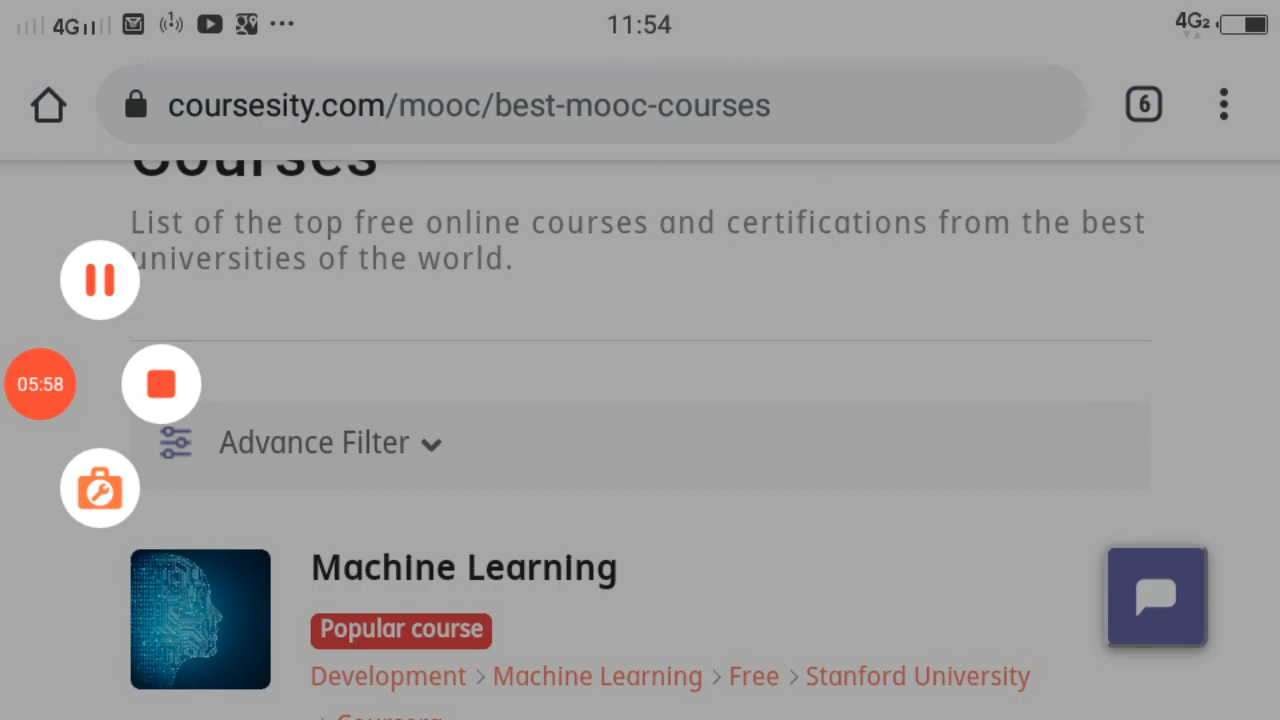 4G 11:54 4G2
coursesity.com/mooc/best-mooc-courses 6
Courses
List of the top free online courses and certifications from the best
universities of the world.
05:58
Advance Filter
Machine Learning
Popular course
Development > Machine Learning > Free > Stanford University
> Coursera